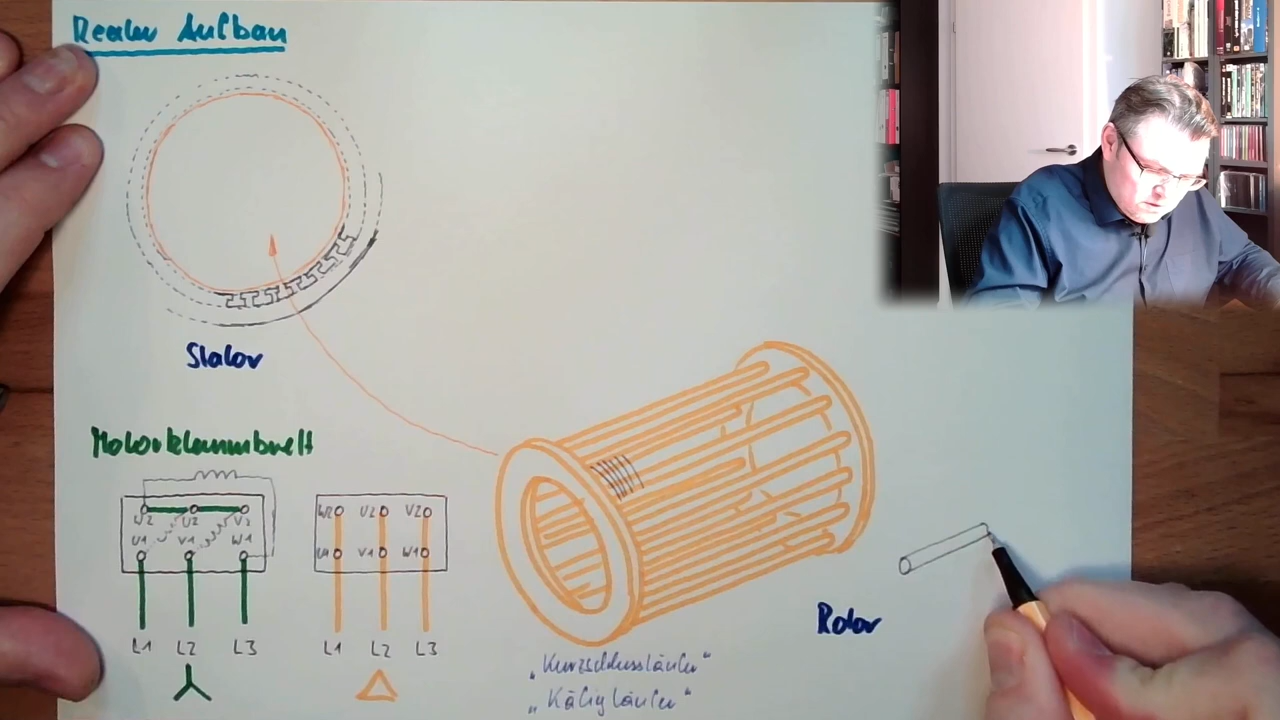 Realer Aufbau
Stator
Motorklemmbrett
W2 U2 V2
U1 V1 W1
L1 L2 L3
W2 U2 V2
U1 V1 W1
L1 L2 L3
Rotor
„Kurzschlussläufer“
„Käfigläufer“